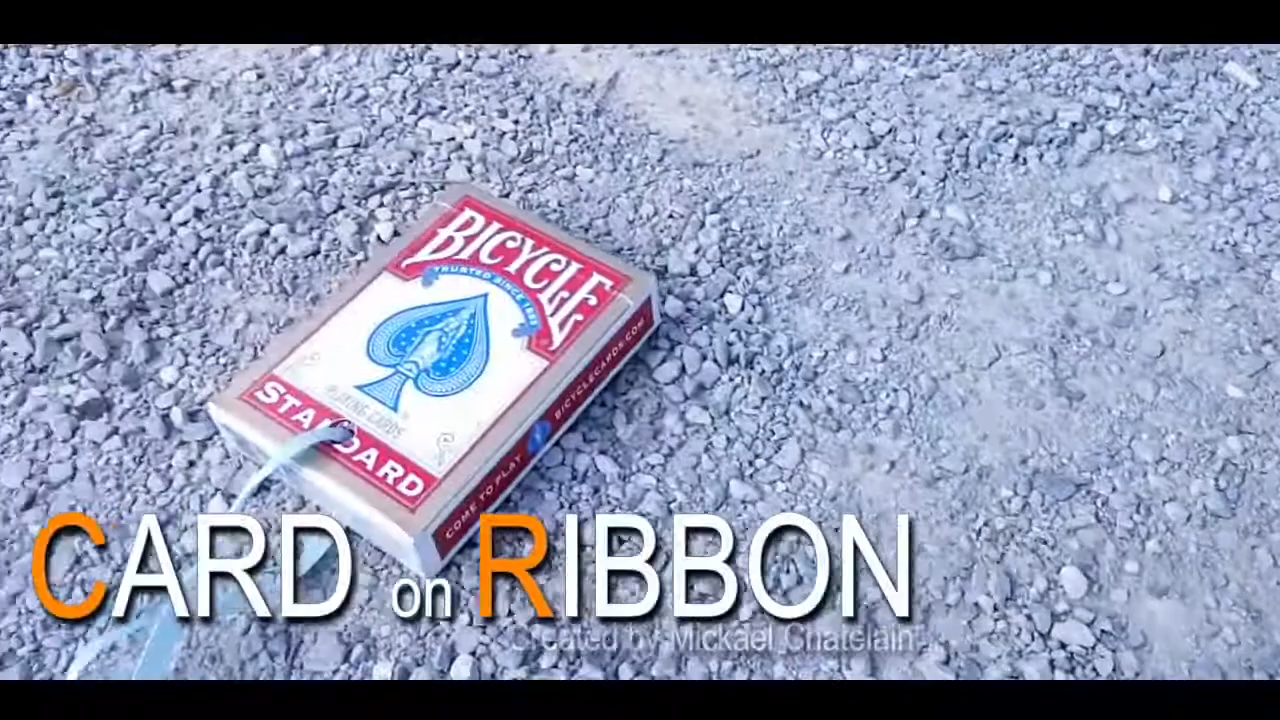 BICYCLE
TRUSTED SINCE 1885
PLAYING CARDS
STANDARD
COME TO PLAY
BICYCLECARDS.COM
CARD on RIBBON
Created by Mickael Chatelain